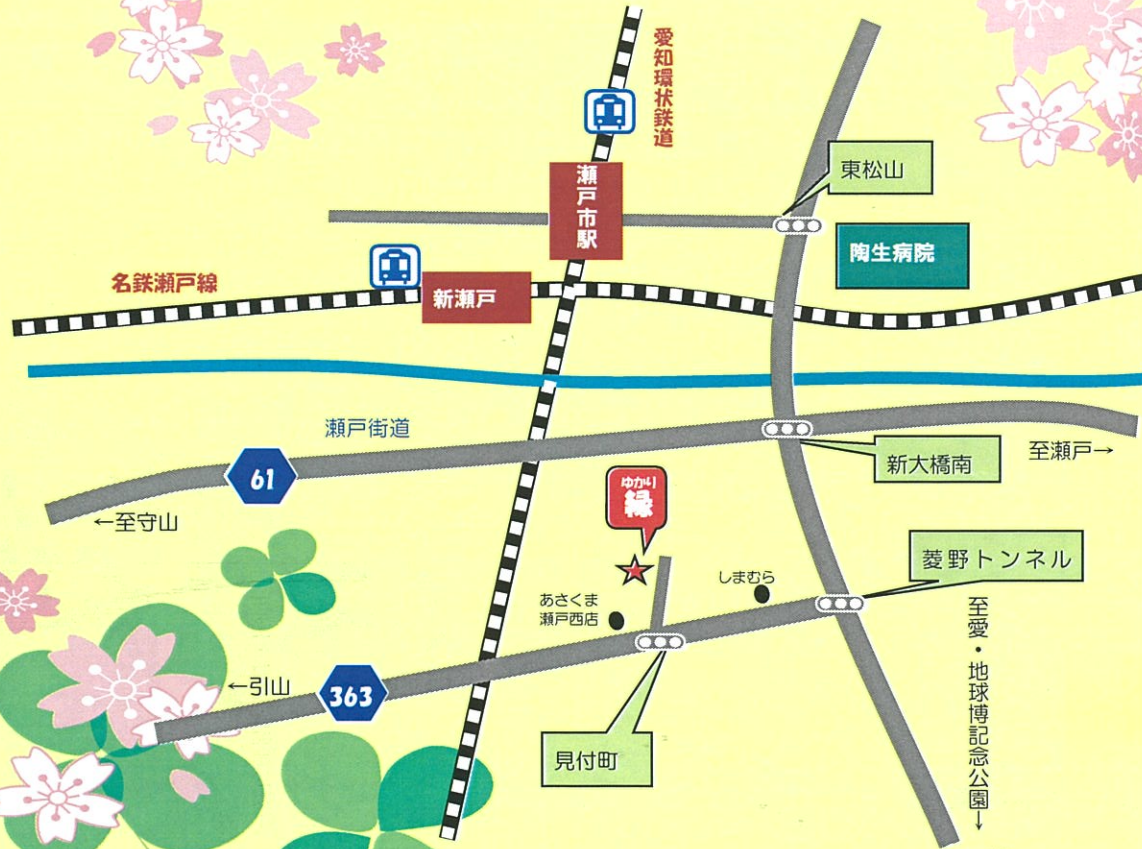 愛知環状鉄道
東松山
瀬戸市駅
陶生病院
名鉄瀬戸線
新瀬戸
瀬戸街道
新大橋南
至瀬戸→
61
←至守山
ゆかり
縁
菱野トンネル
しまむら
あさくま
瀬戸西店
至愛・地球博記念公園→
←引山
363
見付町